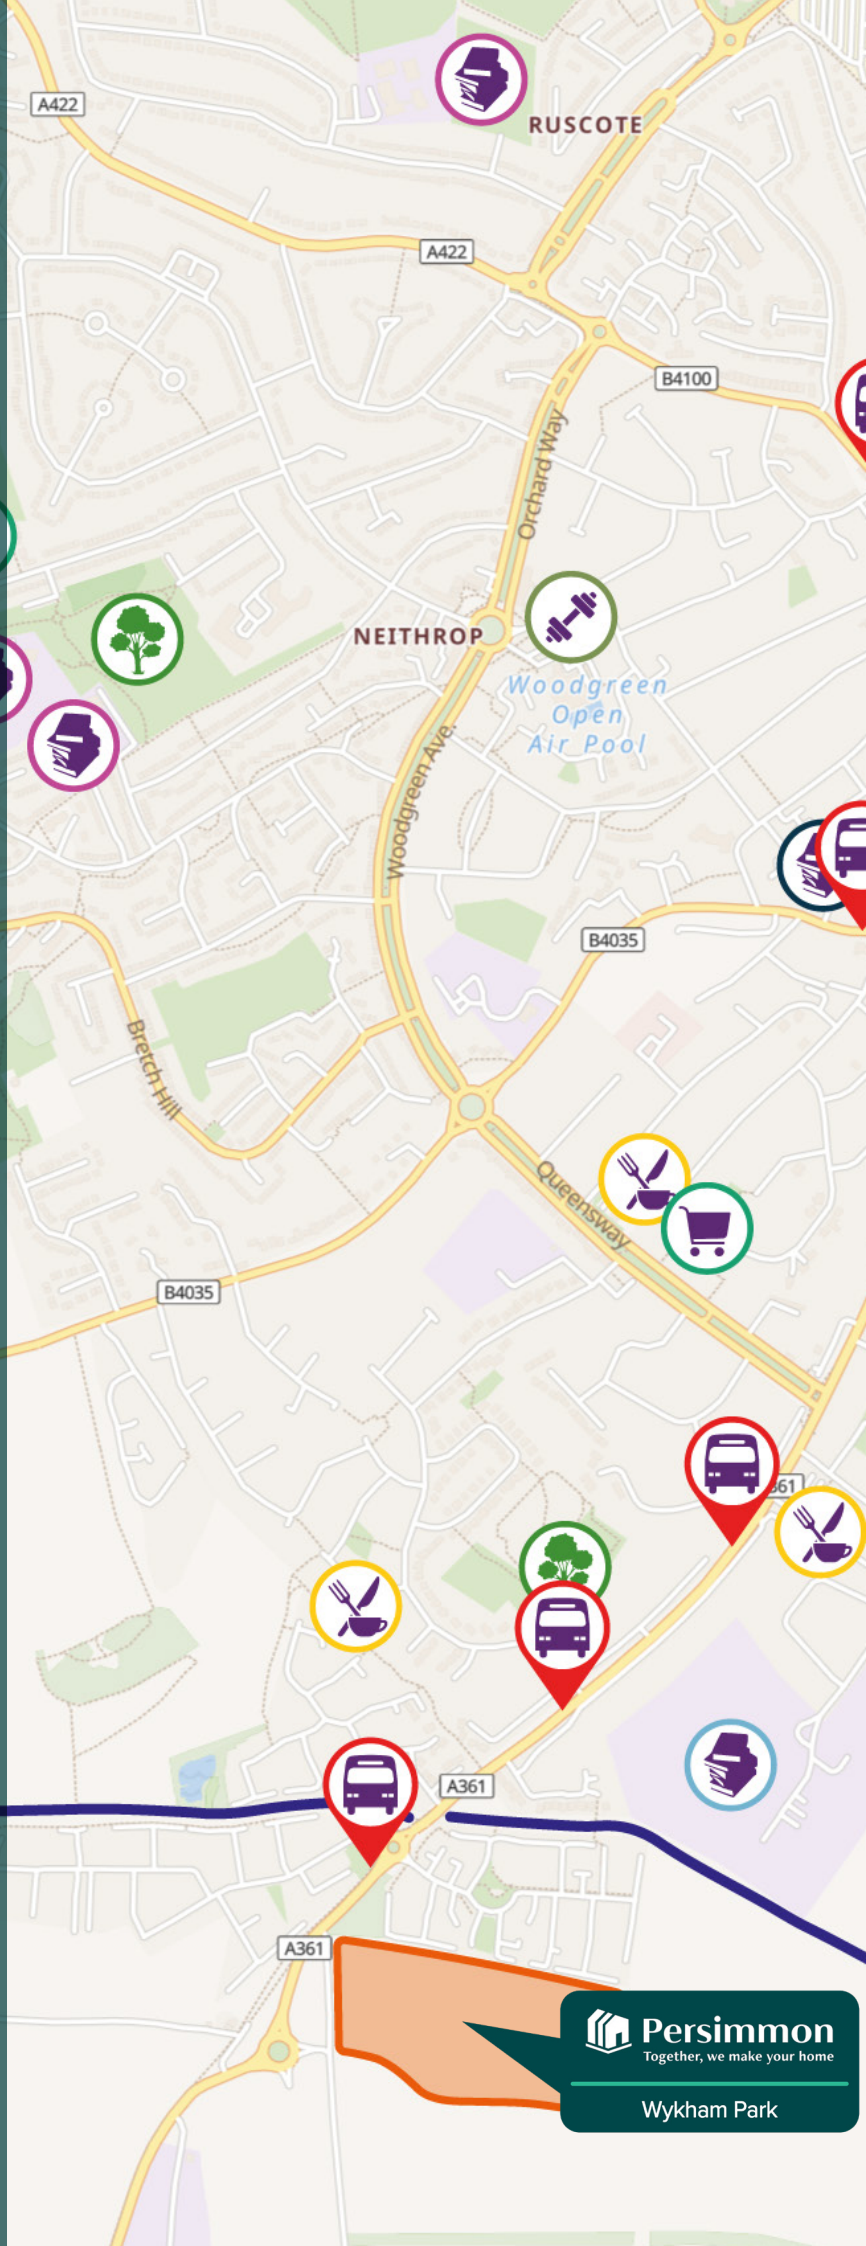 A422
RUSCOTE
A422
B4100
Orchard Way
NEITHROP
Woodgreen
Open
Air Pool
Woodgreen Ave.
B4035
Bretch Hill
Queensway
B4035
361
A361
A361
Persimmon
Together, we make your home
Wykham Park